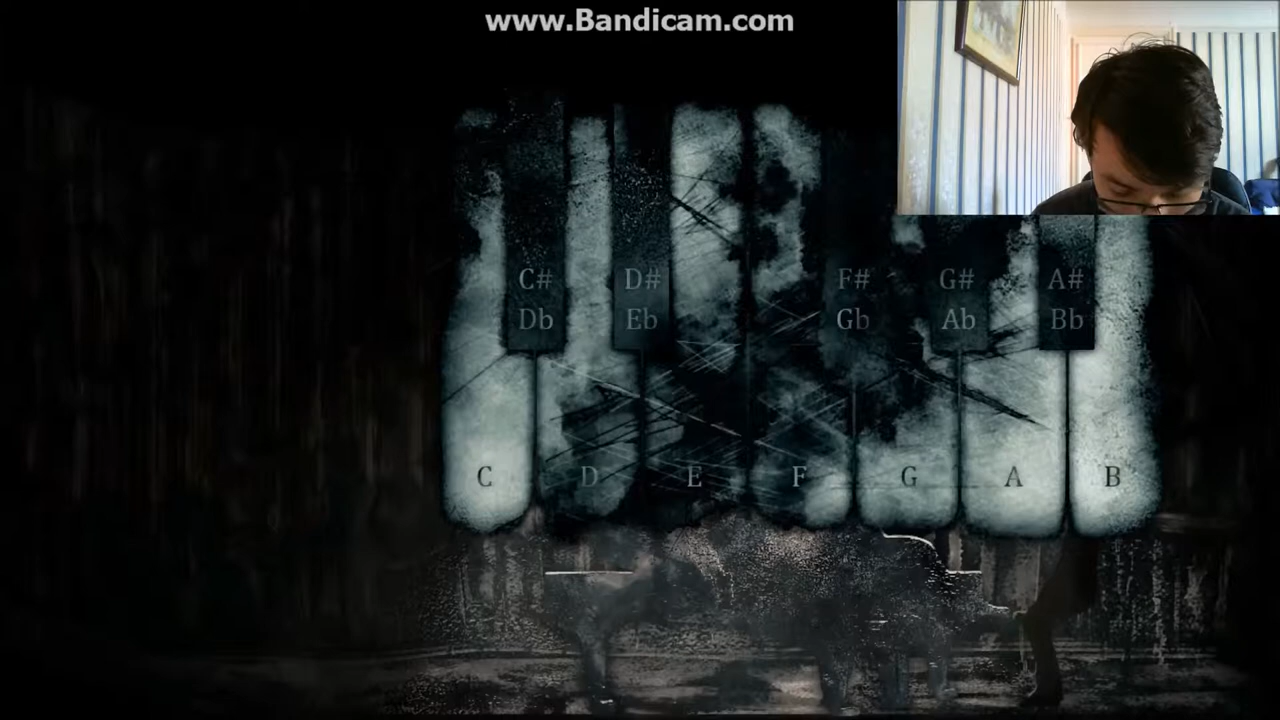 www.Bandicam.com
C# D# F# G# A#
Db Eb Gb Ab Bb
C D E F G A B